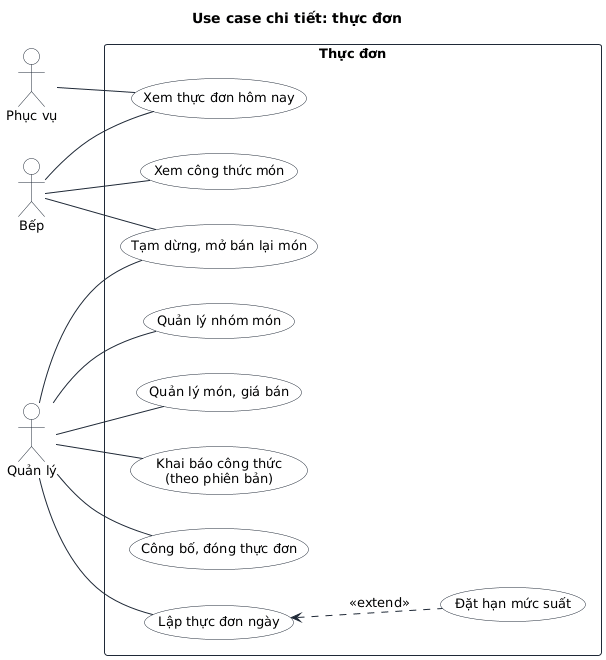 Use case chi tiết: thực đơn
Thực đơn
Phục vụ
Xem thực đơn hôm nay
Xem công thức món
Bếp
Tạm dừng, mở bán lại món
Quản lý nhóm món
Quản lý món, giá bán
Quản lý
Khai báo công thức
(theo phiên bản)
Công bố, đóng thực đơn
Lập thực đơn ngày
«extend»
Đặt hạn mức suất